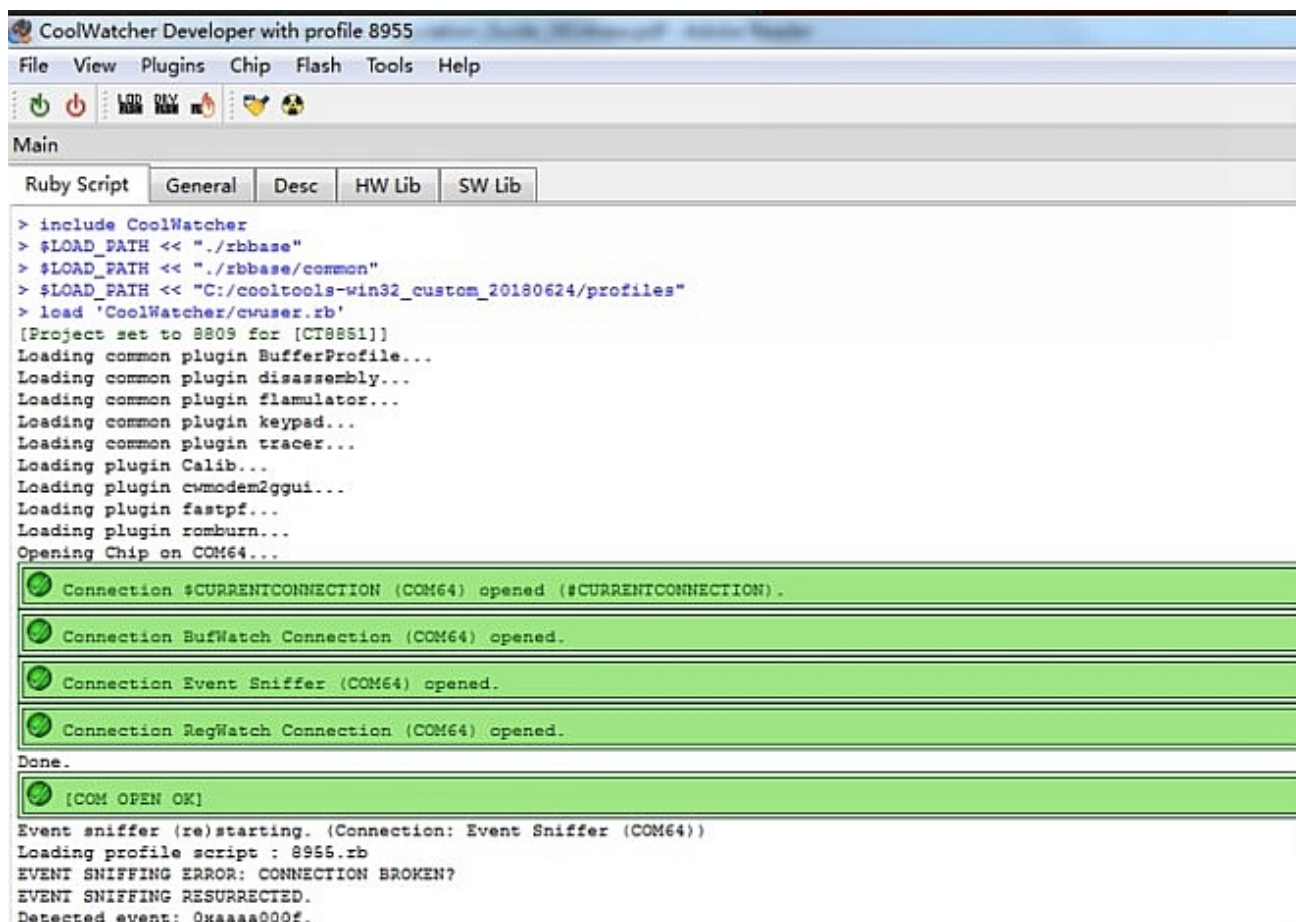 CoolWatcher Developer with profile 8955
File View Plugins Chip Flash Tools Help
Main
Ruby Script General Desc HW Lib SW Lib
> include CoolWatcher
> $LOAD_PATH << "./rbbase"
> $LOAD_PATH << "./rbbase/common"
> $LOAD_PATH << "C:/cooltools-win32_custom_20180624/profiles"
> load 'CoolWatcher/cwuser.rb'
[Project set to 8809 for [CT8851]]
Loading common plugin BufferProfile...
Loading common plugin disassembly...
Loading common plugin flamulator...
Loading common plugin keypad...
Loading common plugin tracer...
Loading plugin Calib...
Loading plugin cwmodem2ggui...
Loading plugin fastpf...
Loading plugin romburn...
Opening Chip on COM64...
Connection $CURRENTCONNECTION (COM64) opened (#CURRENTCONNECTION).
Connection BufWatch Connection (COM64) opened.
Connection Event Sniffer (COM64) opened.
Connection RegWatch Connection (COM64) opened.
Done.
[COM OPEN OK]
Event sniffer (re)starting. (Connection: Event Sniffer (COM64))
Loading profile script : 8955.rb
EVENT SNIFFING ERROR: CONNECTION BROKEN?
EVENT SNIFFING RESURRECTED.
Detected event: 0xaaaa000f.